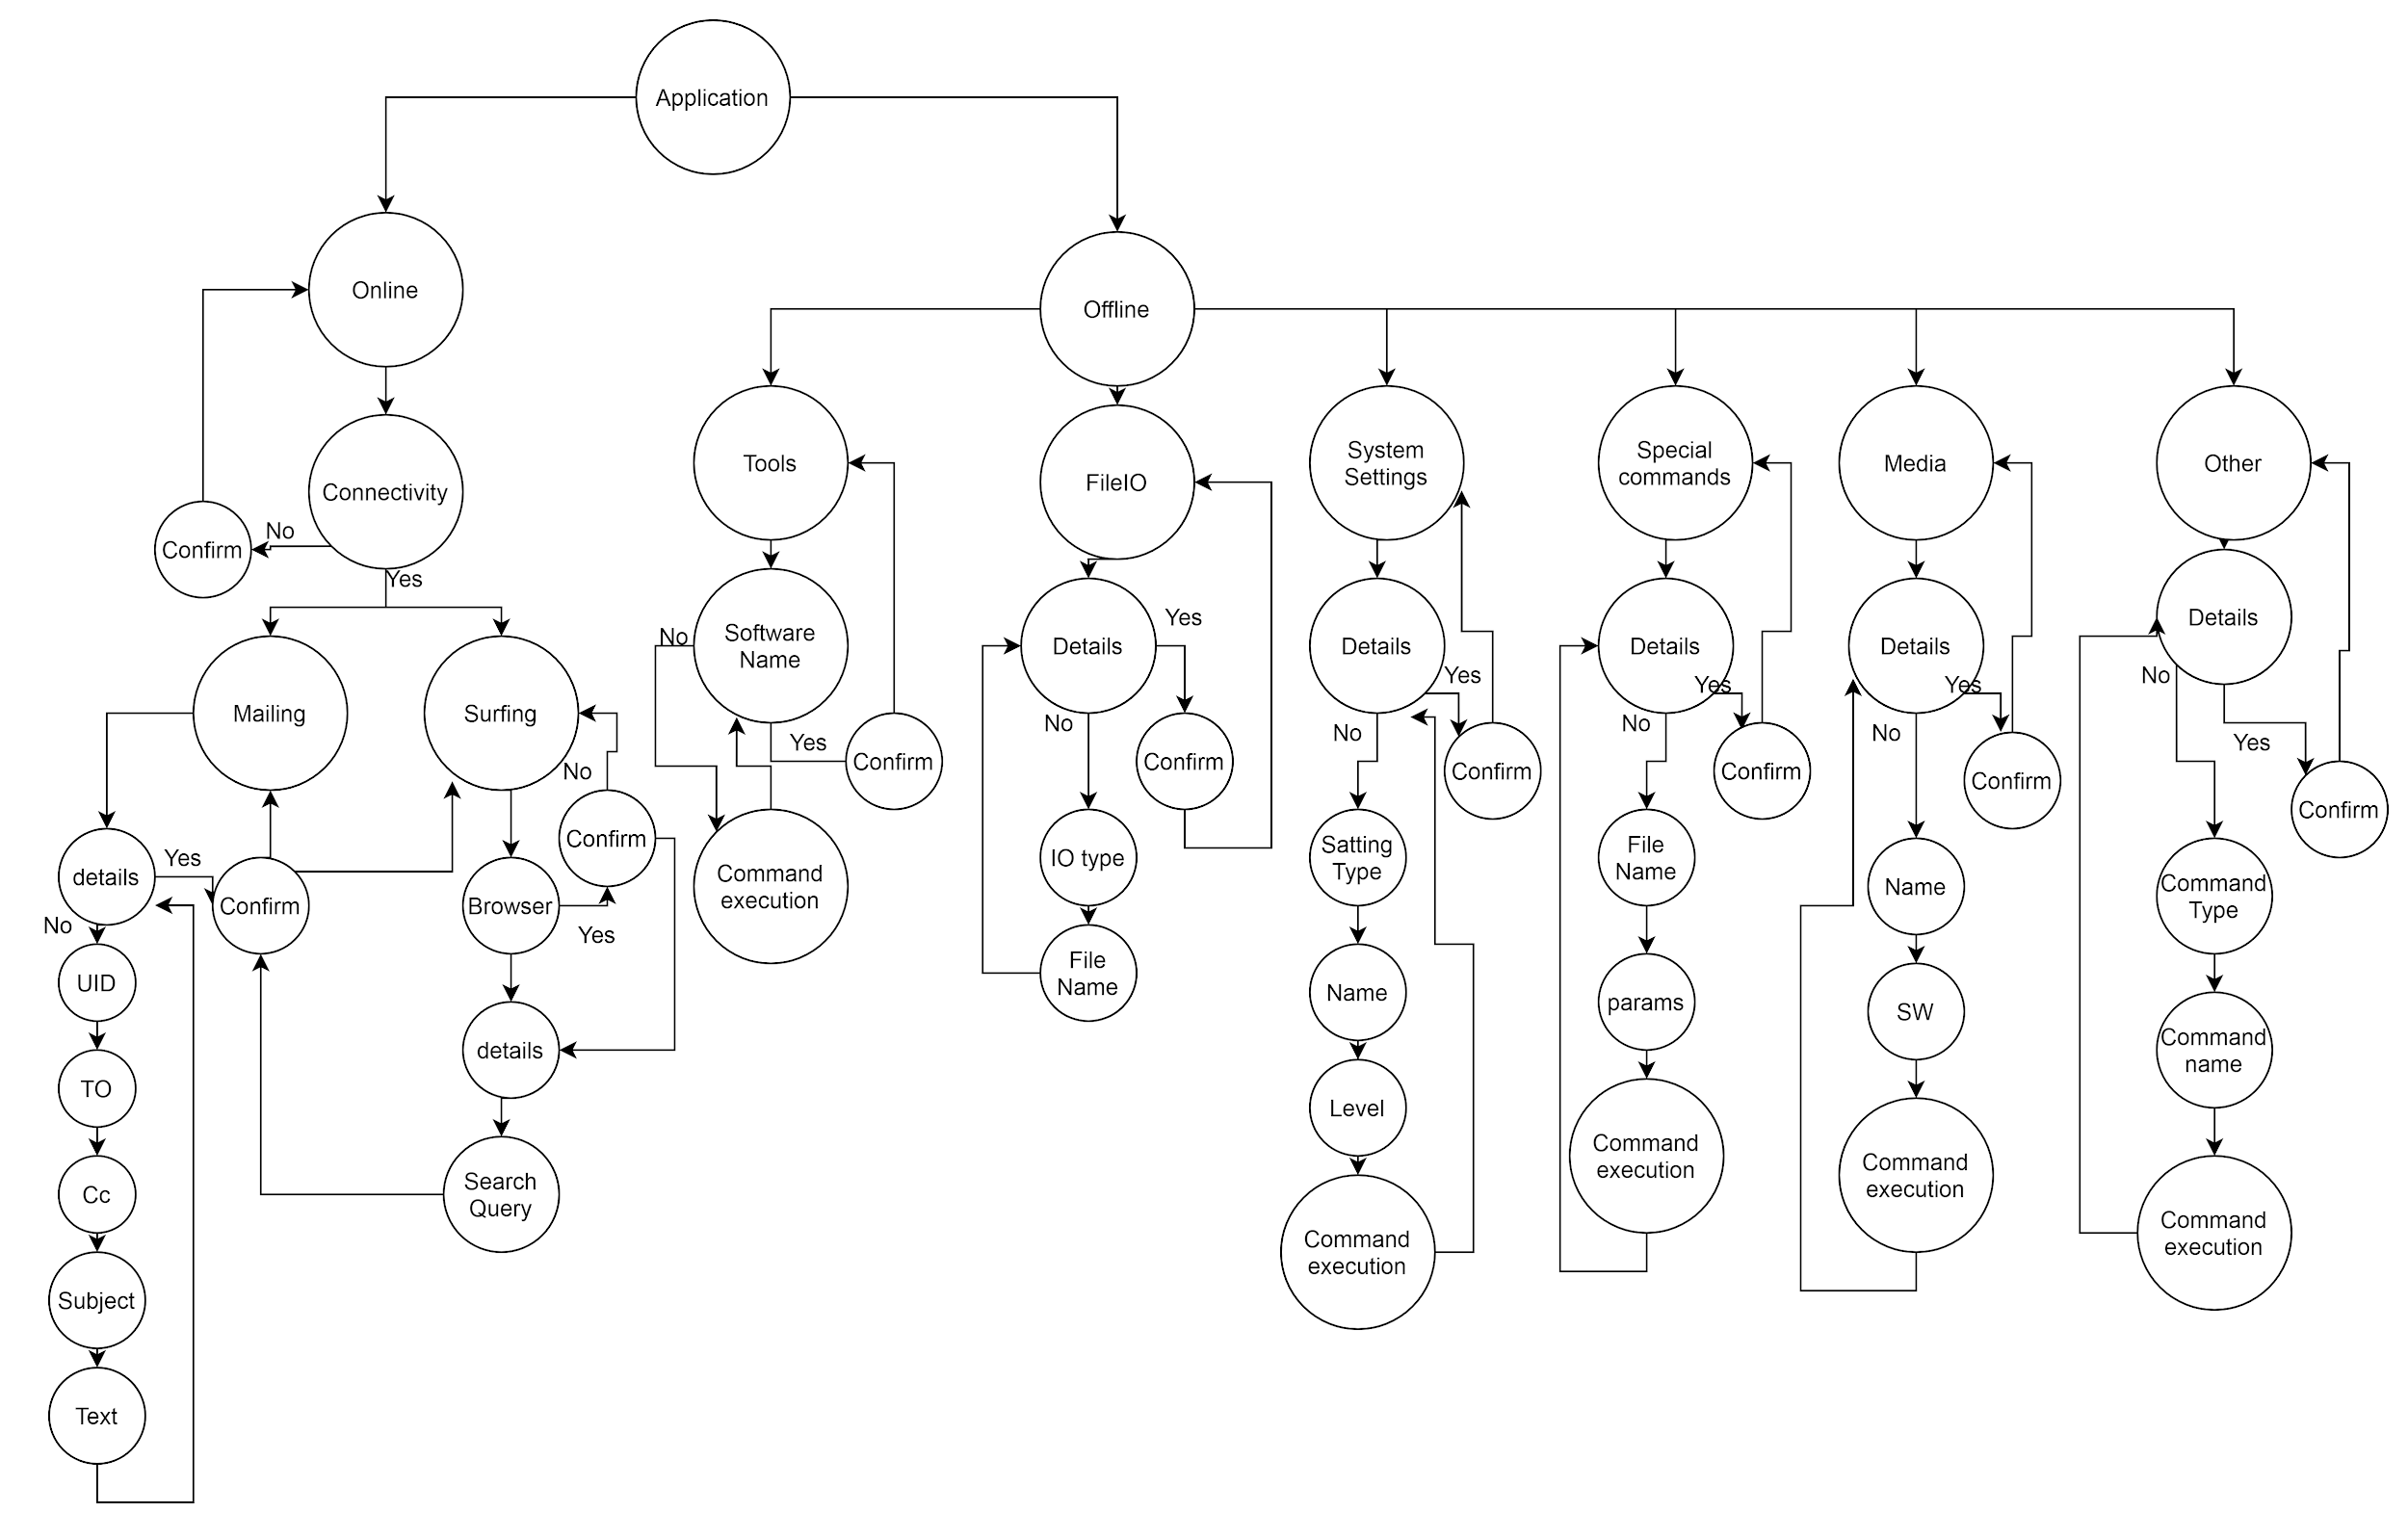 Application
Online
Offline
Connectivity
No
Confirm
Yes
Mailing
Surfing
No
Confirm
details
Yes
Confirm
Browser
Yes
No
UID
TO
Cc
Subject
Text
details
Search
Query
Tools
Software
Name
No
Yes
Confirm
Command
execution
FileIO
Details
Yes
No
Confirm
IO type
File
Name
System
Settings
Details
Yes
No
Confirm
Satting
Type
Name
Level
Command
execution
Special
commands
Details
Yes
No
Confirm
File
Name
params
Command
execution
Media
Details
Yes
No
Confirm
Name
SW
Command
execution
Other
Details
No
Yes
Confirm
Command
Type
Command
name
Command
execution